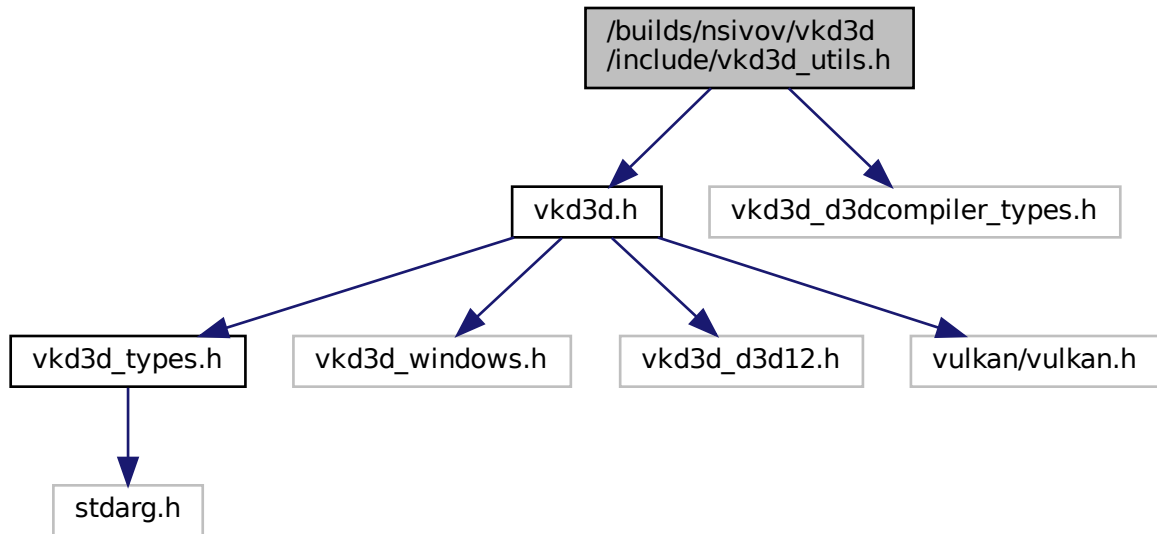 /builds/nsivov/vkd3d
/include/vkd3d_utils.h
vkd3d.h
vkd3d_d3dcompiler_types.h
vkd3d_types.h
vkd3d_windows.h
vkd3d_d3d12.h
vulkan/vulkan.h
stdarg.h